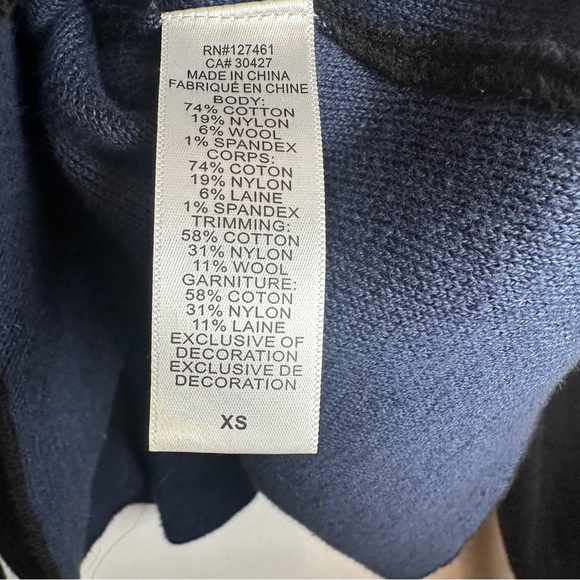 RN#127461
CA# 30427
MADE IN CHINA
FABRIQUÉ EN CHINE
BODY:
74% COTTON
19% NYLON
6% WOOL
1% SPANDEX
CORPS:
74% COTON
19% NYLON
6% LAINE
1% SPANDEX
TRIMMING:
58% COTTON
31% NYLON
11% WOOL
GARNITURE:
58% COTON
31% NYLON
11% LAINE
EXCLUSIVE OF
DECORATION
EXCLUSIVE DE
DECORATION
XS